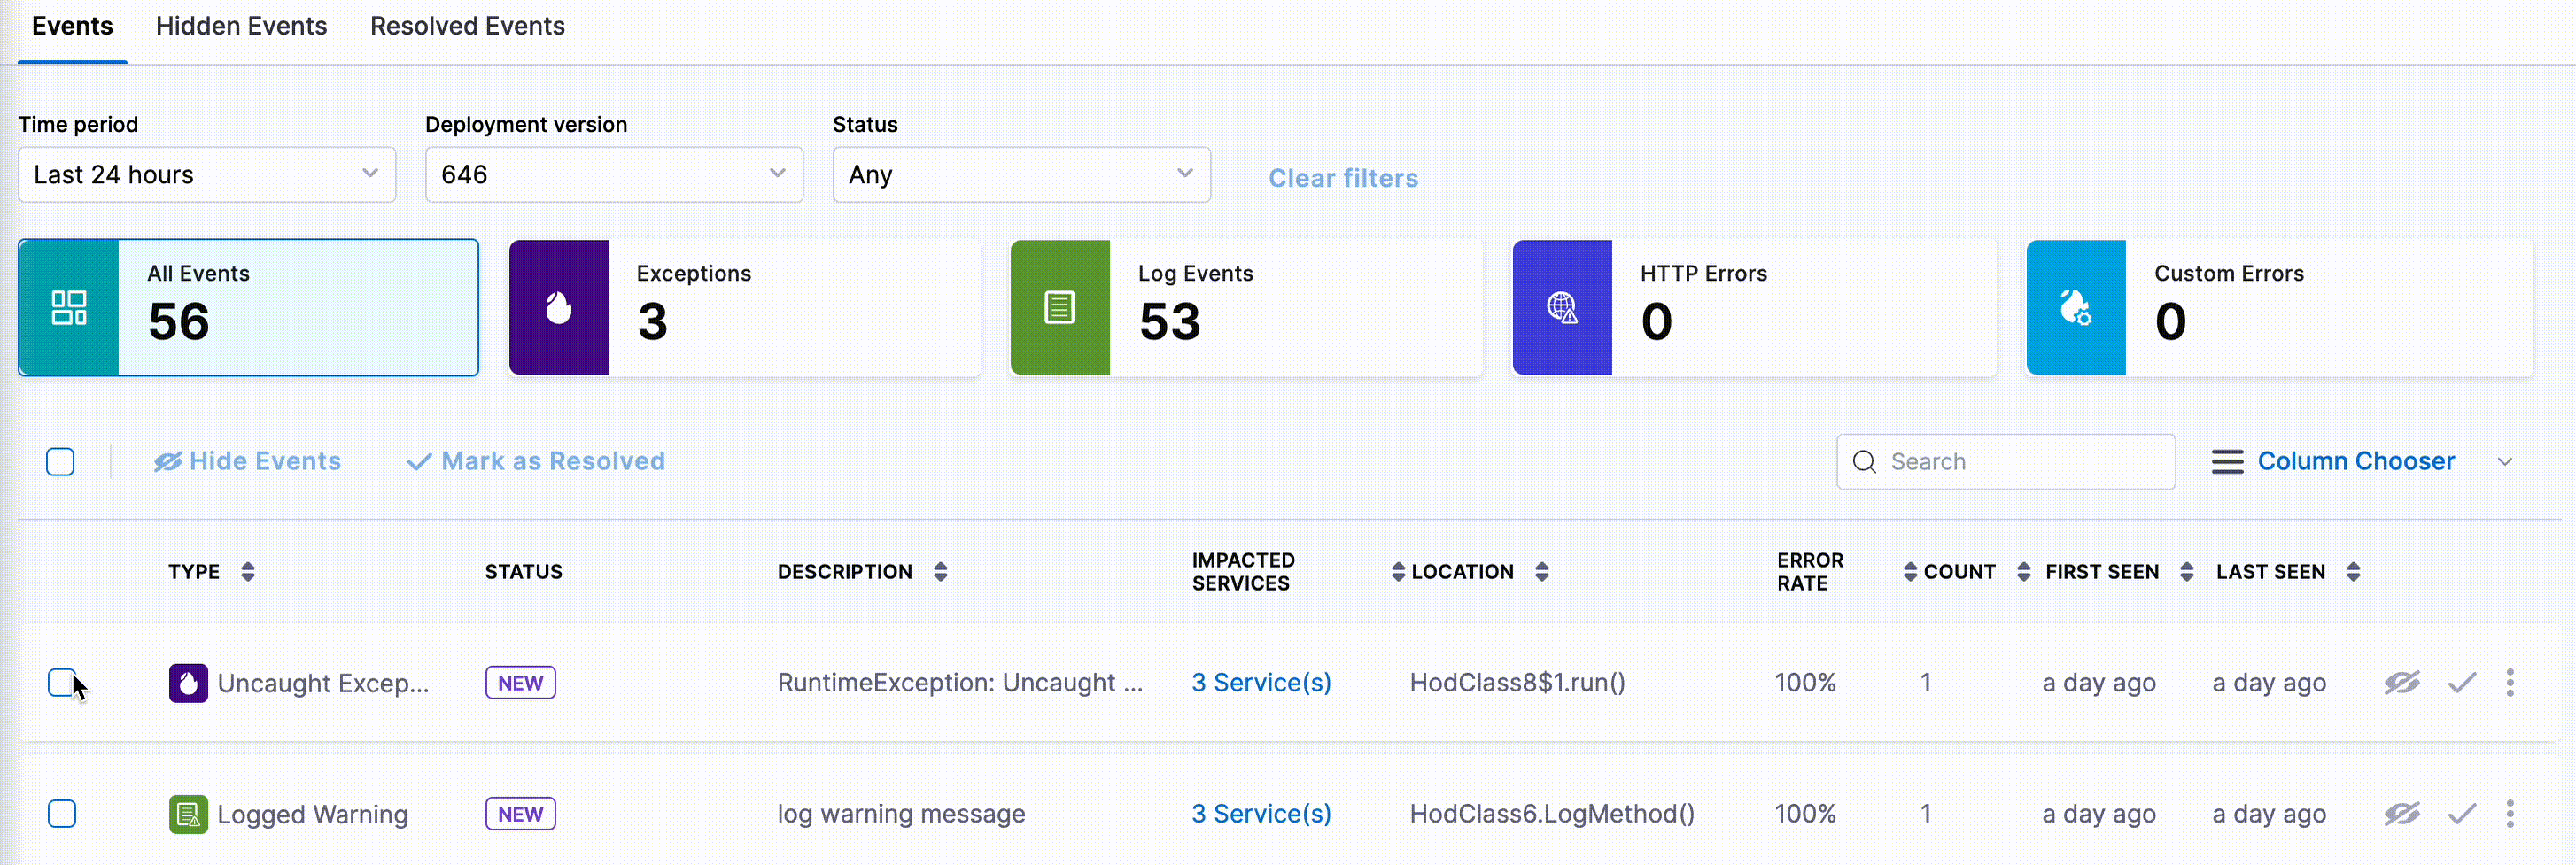 Events Hidden Events Resolved Events
Time period Deployment version Status
Last 24 hours 646 Any Clear filters
All Events Exceptions Log Events HTTP Errors Custom Errors
56 3 53 0 0
Hide Events Mark as Resolved Search Column Chooser
TYPE STATUS DESCRIPTION IMPACTED SERVICES LOCATION ERROR RATE COUNT FIRST SEEN LAST SEEN
Uncaught Excep... NEW RuntimeException: Uncaught ... 3 Service(s) HodClass8$1.run() 100% 1 a day ago a day ago
Logged Warning NEW log warning message 3 Service(s) HodClass6.LogMethod() 100% 1 a day ago a day ago